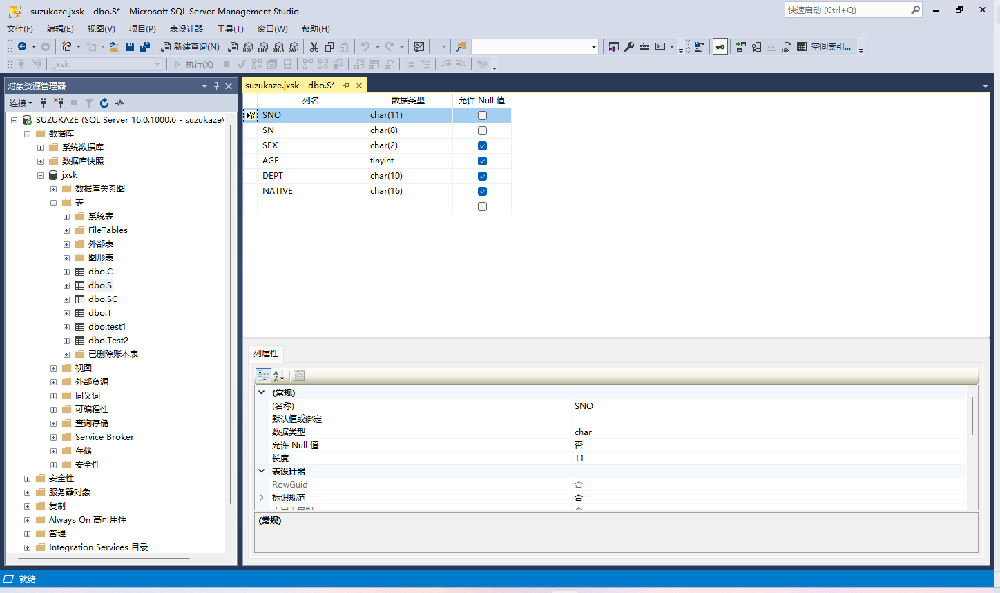 suzukaze.jxsk - dbo.S* - Microsoft SQL Server Management Studio
快速启动 (Ctrl+Q)
文件(F) 编辑(E) 视图(V) 项目(P) 表设计器 工具(T) 窗口(W) 帮助(H)
新建查询(N)
MDX DMX XMLA DAX
空间索引...
jxsk
执行(X)
对象资源管理器
连接
SUZUKAZE (SQL Server 16.0.1000.6 - suzukaze\
数据库
系统数据库
数据库快照
jxsk
数据库关系图
表
系统表
FileTables
外部表
图形表
dbo.C
dbo.S
dbo.SC
dbo.T
dbo.test1
dbo.Test2
已删除账本表
视图
外部资源
同义词
可编程性
查询存储
Service Broker
存储
安全性
安全性
服务器对象
复制
Always On 高可用性
管理
Integration Services 目录
suzukaze.jxsk - dbo.S*
列名 数据类型 允许 Null 值
SNO char(11)
SN char(8)
SEX char(2)
AGE tinyint
DEPT char(10)
NATIVE char(16)
列属性
(常规)
(名称) SNO
默认值或绑定
数据类型 char
允许 Null 值 否
长度 11
表设计器
RowGuid 否
标识规范 否
不用于复制 否
(常规)
就绪